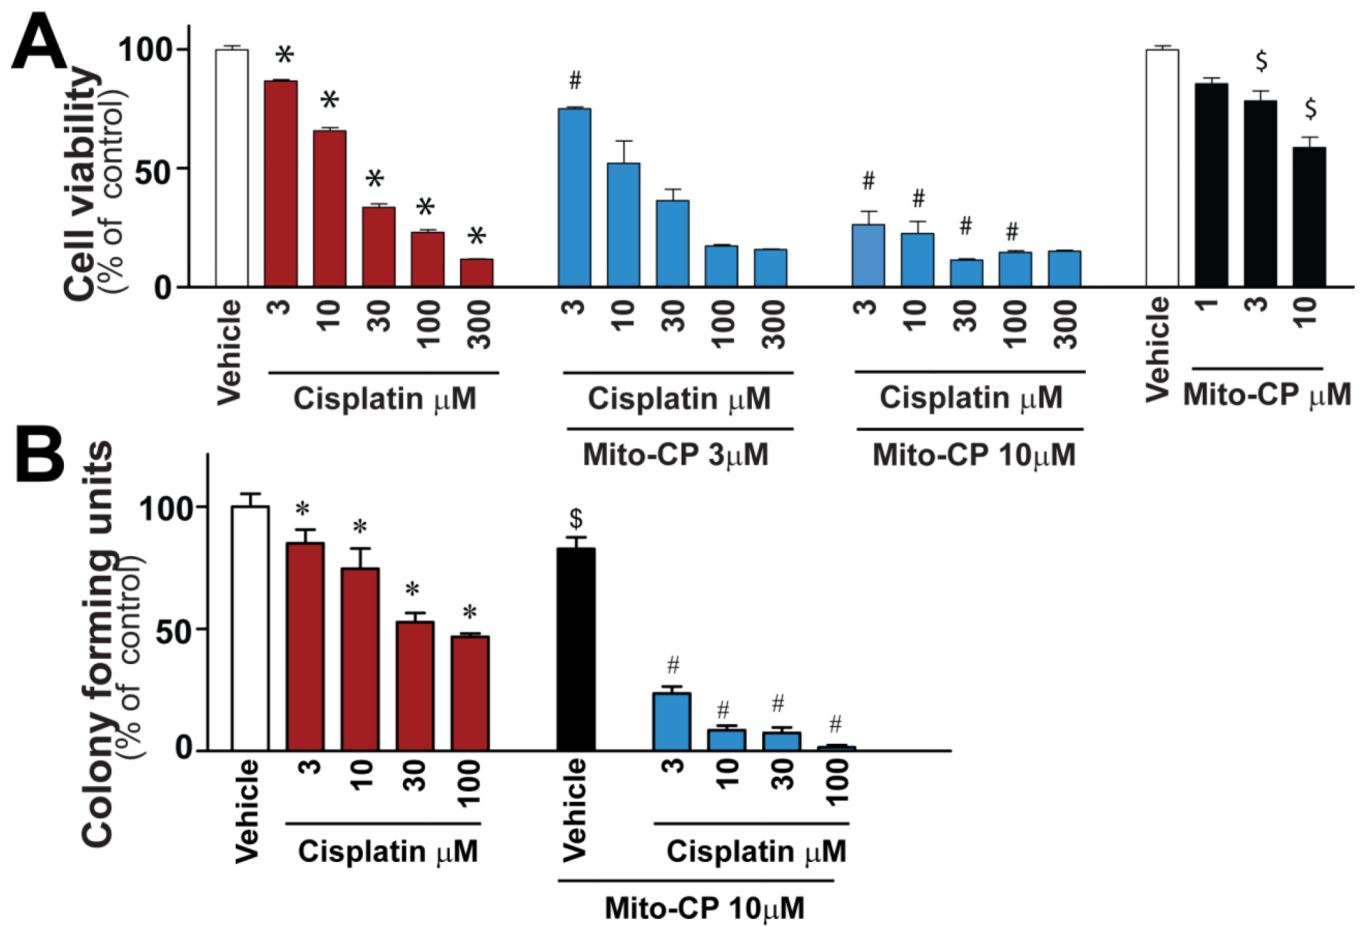 A
Cell viability
(% of control)
100
50
0
*
*
*
*
*
#
#
#
#
#
$
$
Vehicle
3
10
30
100
300
3
10
30
100
300
3
10
30
100
300
Vehicle
1
3
10
Cisplatin μM
Cisplatin μM
Cisplatin μM
Mito-CP μM
Mito-CP 3μM
Mito-CP 10μM
B
Colony forming units
(% of control)
100
50
0
*
*
*
*
$
#
#
#
#
Vehicle
3
10
30
100
Vehicle
3
10
30
100
Cisplatin μM
Cisplatin μM
Mito-CP 10μM